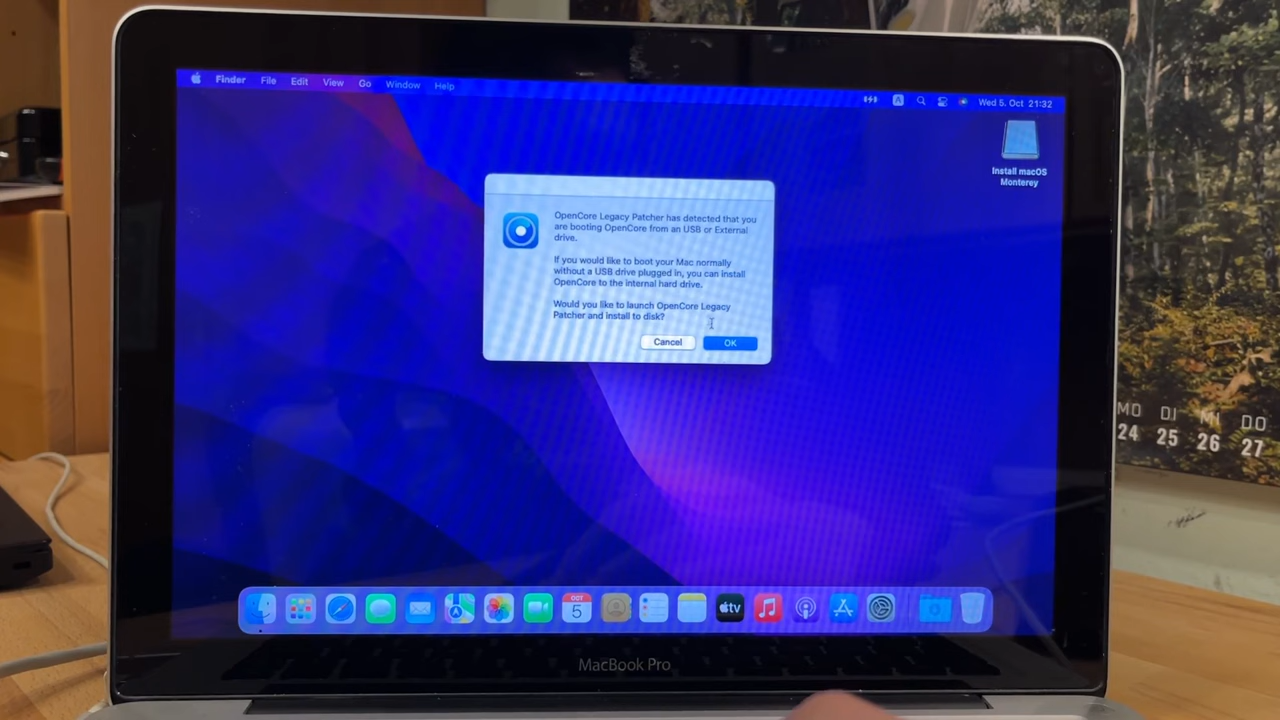 Finder File Edit View Go Window Help
A Wed 5. Oct 21:32
Install macOS
Monterey
OpenCore Legacy Patcher has detected that you
are booting OpenCore from an USB or External
drive.
If you would like to boot your Mac normally
without a USB drive plugged in, you can install
OpenCore to the internal hard drive.
Would you like to launch OpenCore Legacy
Patcher and install to disk?
Cancel OK
OCT
5
tv
MacBook Pro
MO DI MI DO
24 25 26 27